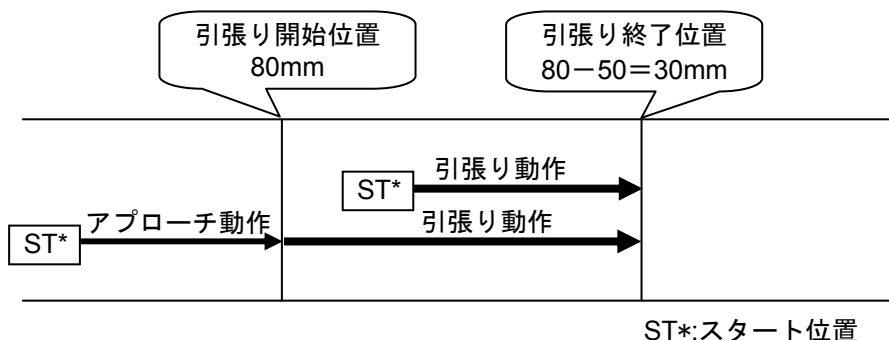 引張り開始位置
80mm
引張り終了位置
80－50＝30mm
引張り動作
ST*
アプローチ動作
引張り動作
ST*
ST*:スタート位置